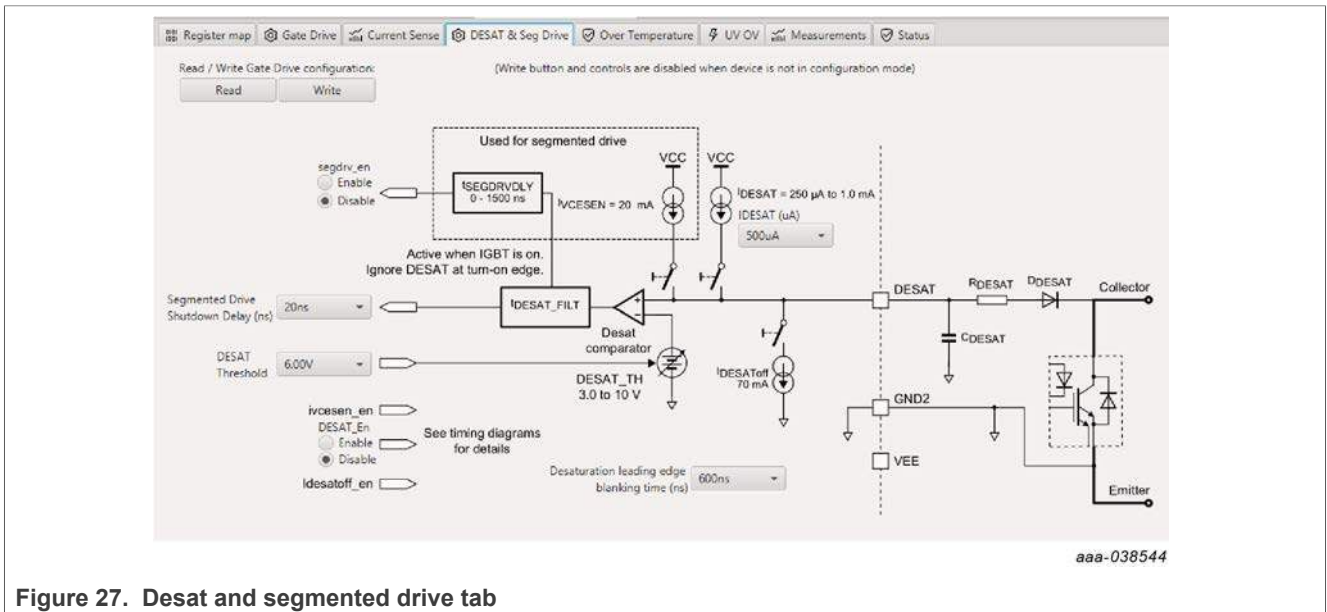 Register map Gate Drive Current Sense DESAT & Seg Drive Over Temperature UV OV Measurements Status
Read / Write Gate Drive configuration:
(Write button and controls are disabled when device is not in configuration mode)
Read Write
Used for segmented drive
VCC VCC
segdrv_en
Enable
Disable
tSEGDRVDLY
0 - 1500 ns
IVCESEN = 20 mA
IDESAT = 250 µA to 1.0 mA
IDESAT (uA)
500uA
Active when IGBT is on.
Ignore DESAT at turn-on edge.
DESAT RDESAT DDESAT Collector
Segmented Drive
Shutdown Delay (ns)
20ns
tDESAT_FILT
+
−
Desat
comparator
CDESAT
DESAT
Threshold
6.00V
DESAT_TH
3.0 to 10 V
IDESAToff
70 mA
GND2
ivcesen_en
DESAT_En
Enable
Disable
See timing diagrams
for details
VEE
Idesatoff_en
Desaturation leading edge
blanking time (ns)
600ns
Emitter
aaa-038544
Figure 27. Desat and segmented drive tab